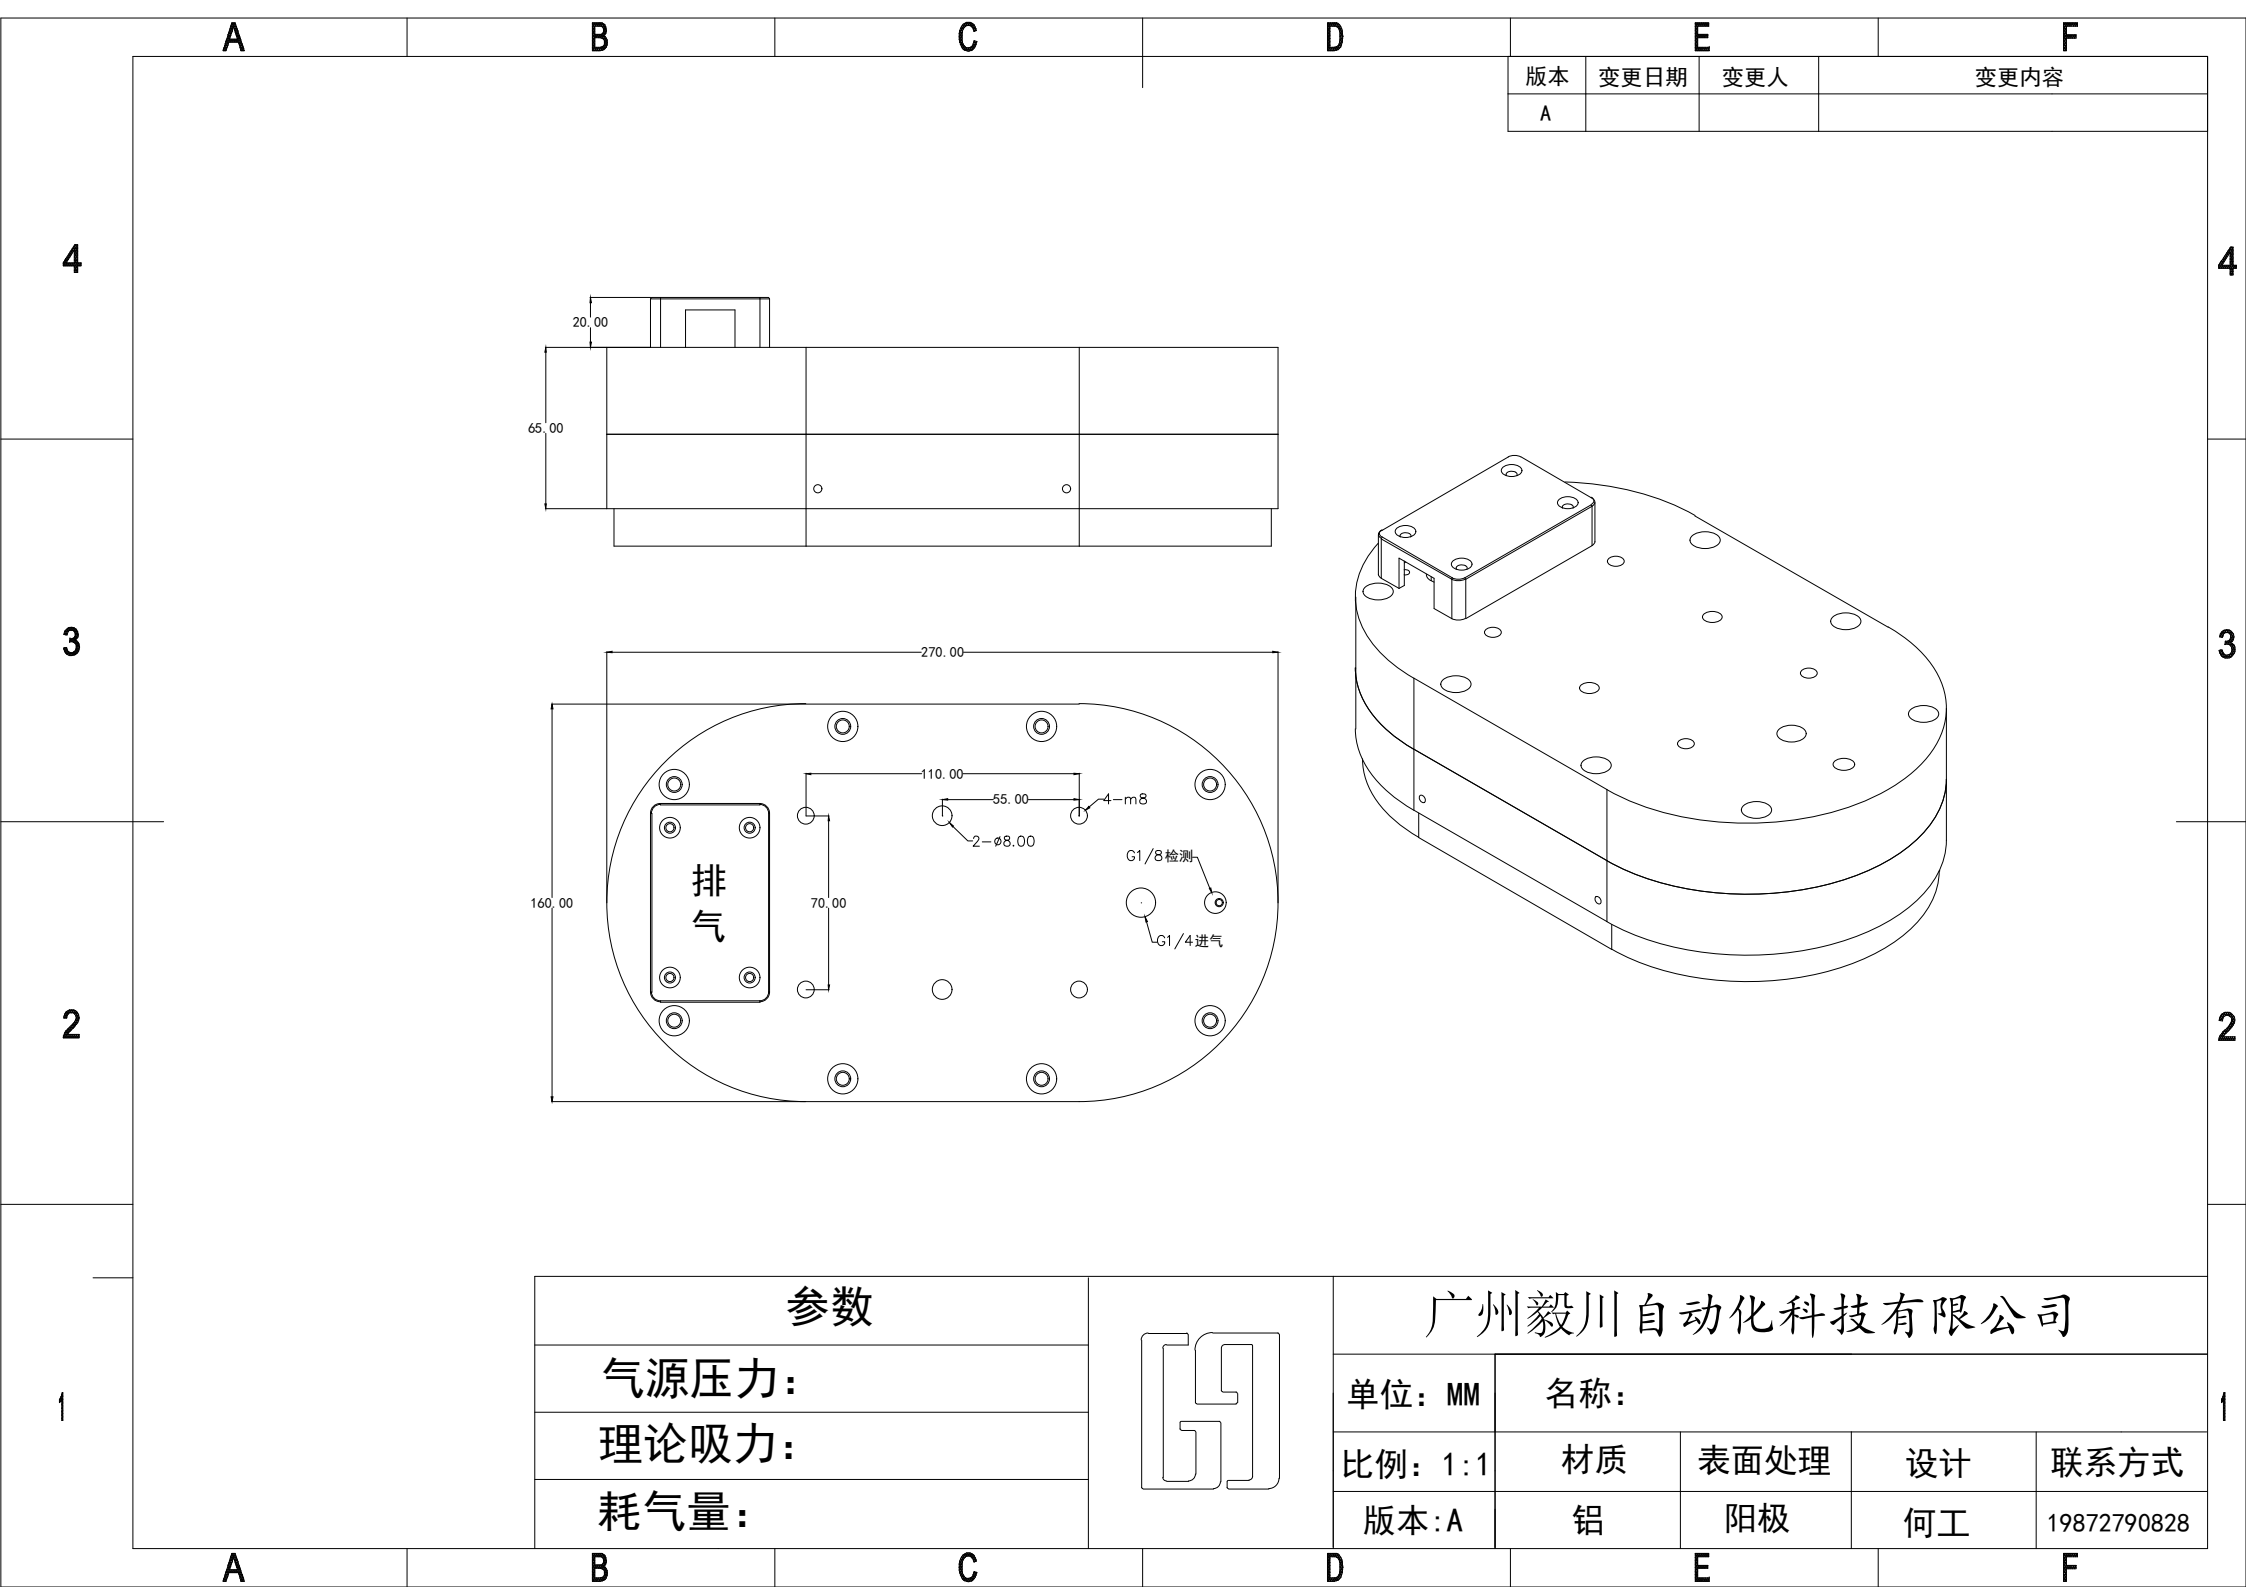 A B C D E F
版本 变更日期 变更人 变更内容
A
4 4
20.00
65.00
3 3
270.00
110.00
55.00 4-m8
2-ø8.00
G1/8检测
排
气
160.00 70.00
G1/4进气
2 2
参数
气源压力：
理论吸力：
耗气量：
广州毅川自动化科技有限公司
单位：MM 名称：
比例：1:1 材质 表面处理 设计 联系方式
版本:A 铝 阳极 何工 19872790828
1 1
A B C D E F